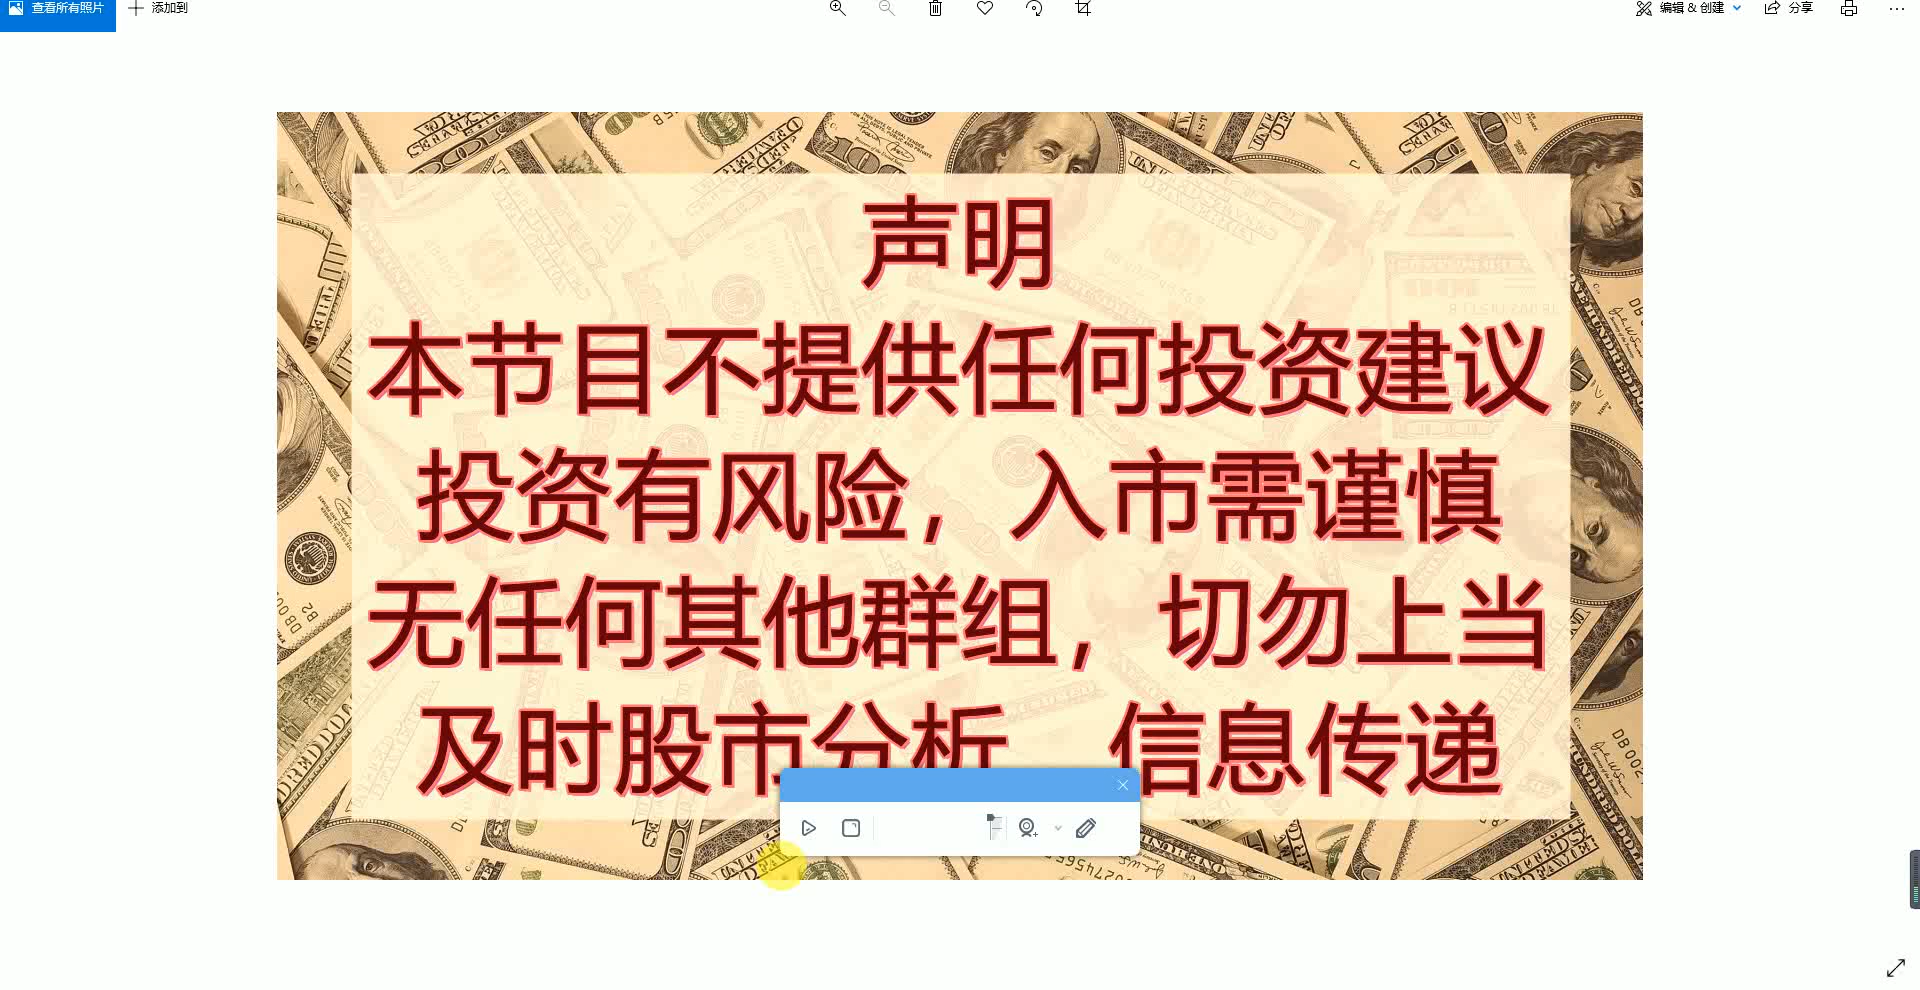 查看所有照片 添加到 编辑 & 创建 分享
声明
本节目不提供任何投资建议
投资有风险，入市需谨慎
无任何其他群组，切勿上当
及时股市分析 信息传递